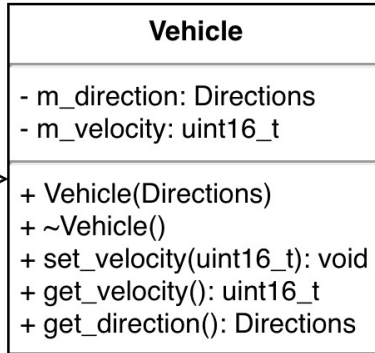 Vehicle
- m_direction: Directions
- m_velocity: uint16_t
+ Vehicle(Directions)
+ ~Vehicle()
+ set_velocity(uint16_t): void
+ get_velocity(): uint16_t
+ get_direction(): Directions